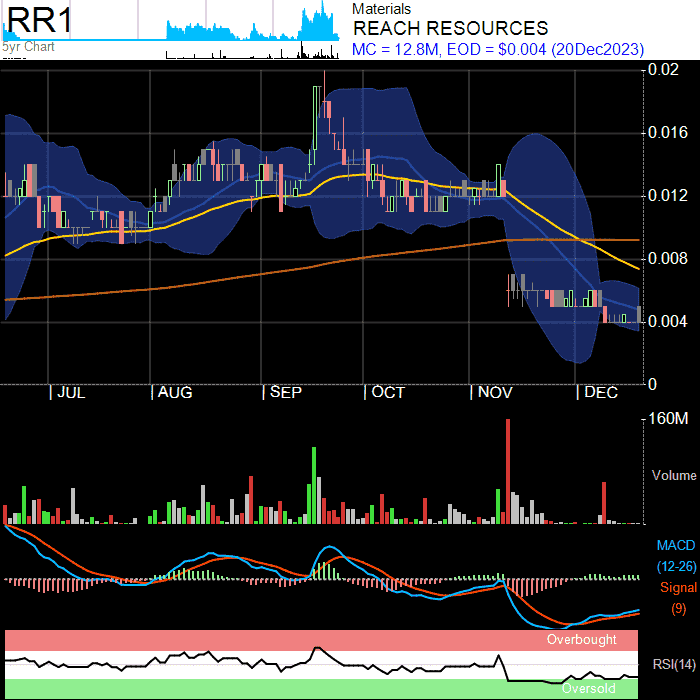 RR1
5yr Chart
Materials
REACH RESOURCES
MC = 12.8M, EOD = $0.004 (20Dec2023)
0.02
0.016
0.012
0.008
0.004
0
| JUL | AUG | SEP | OCT | NOV | DEC
160M
Volume
MACD
(12-26)
Signal
(9)
Overbought
RSI(14)
Oversold